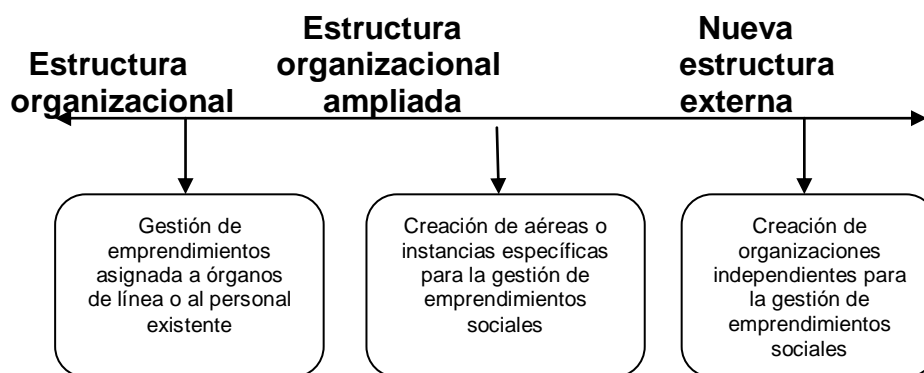 Estructura
organizacional
Estructura
organizacional
ampliada
Nueva
estructura
externa
Gestión de
emprendimientos
asignada a órganos
de línea o al personal
existente
Creación de aéreas o
instancias específicas
para la gestión de
emprendimientos
sociales
Creación de
organizaciones
independientes para
la gestión de
emprendimientos
sociales